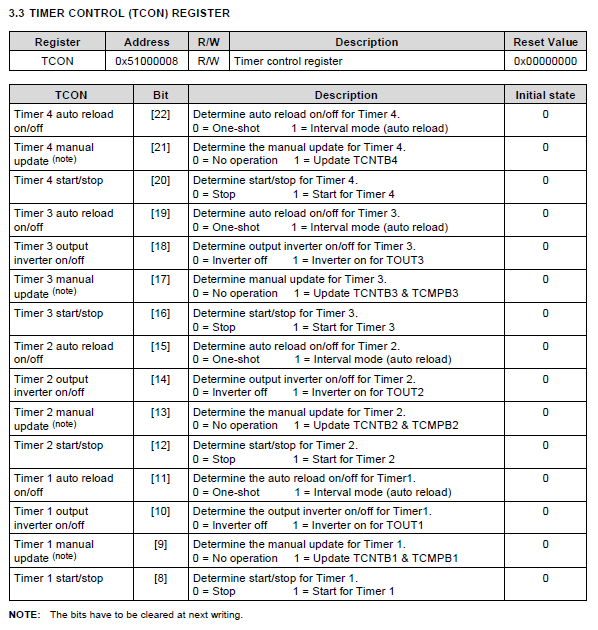 3.3 TIMER CONTROL (TCON) REGISTER
Register Address R/W Description Reset Value
TCON 0x51000008 R/W Timer control register 0x00000000
TCON Bit Description Initial state
Timer 4 auto reload [22] Determine auto reload on/off for Timer 4. 0
on/off 0 = One-shot 1 = Interval mode (auto reload)
Timer 4 manual [21] Determine the manual update for Timer 4. 0
update (note) 0 = No operation 1 = Update TCNTB4
Timer 4 start/stop [20] Determine start/stop for Timer 4. 0
0 = Stop 1 = Start for Timer 4
Timer 3 auto reload [19] Determine auto reload on/off for Timer 3. 0
on/off 0 = One-shot 1 = Interval mode (auto reload)
Timer 3 output [18] Determine output inverter on/off for Timer 3. 0
inverter on/off 0 = Inverter off 1 = Inverter on for TOUT3
Timer 3 manual [17] Determine manual update for Timer 3. 0
update (note) 0 = No operation 1 = Update TCNTB3 & TCMPB3
Timer 3 start/stop [16] Determine start/stop for Timer 3. 0
0 = Stop 1 = Start for Timer 3
Timer 2 auto reload [15] Determine auto reload on/off for Timer 2. 0
on/off 0 = One-shot 1 = Interval mode (auto reload)
Timer 2 output [14] Determine output inverter on/off for Timer 2. 0
inverter on/off 0 = Inverter off 1 = Inverter on for TOUT2
Timer 2 manual [13] Determine the manual update for Timer 2. 0
update (note) 0 = No operation 1 = Update TCNTB2 & TCMPB2
Timer 2 start/stop [12] Determine start/stop for Timer 2. 0
0 = Stop 1 = Start for Timer 2
Timer 1 auto reload [11] Determine the auto reload on/off for Timer1. 0
on/off 0 = One-shot 1 = Interval mode (auto reload)
Timer 1 output [10] Determine the output inverter on/off for Timer1. 0
inverter on/off 0 = Inverter off 1 = Inverter on for TOUT1
Timer 1 manual [9] Determine the manual update for Timer 1. 0
update (note) 0 = No operation 1 = Update TCNTB1 & TCMPB1
Timer 1 start/stop [8] Determine start/stop for Timer 1. 0
0 = Stop 1 = Start for Timer 1
NOTE: The bits have to be cleared at next writing.